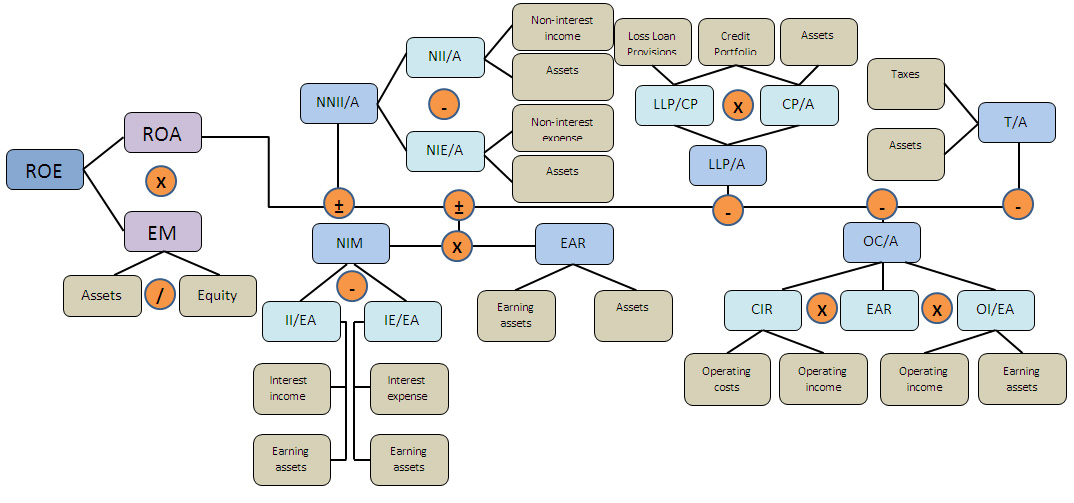 ROE
ROA
X
EM
Assets
/
Equity
NNII/A
NII/A
-
NIE/A
Non-interest
income
Assets
Non-interest
expense
Assets
Loss Loan
Provisions
Credit
Portfolio
Assets
LLP/CP
X
CP/A
LLP/A
Taxes
Assets
T/A
±
±
-
-
-
NIM
X
EAR
-
II/EA
IE/EA
Interest
income
Interest
expense
Earning
assets
Earning
assets
Earning
assets
Assets
OC/A
CIR
X
EAR
X
OI/EA
Operating
costs
Operating
income
Operating
income
Earning
assets